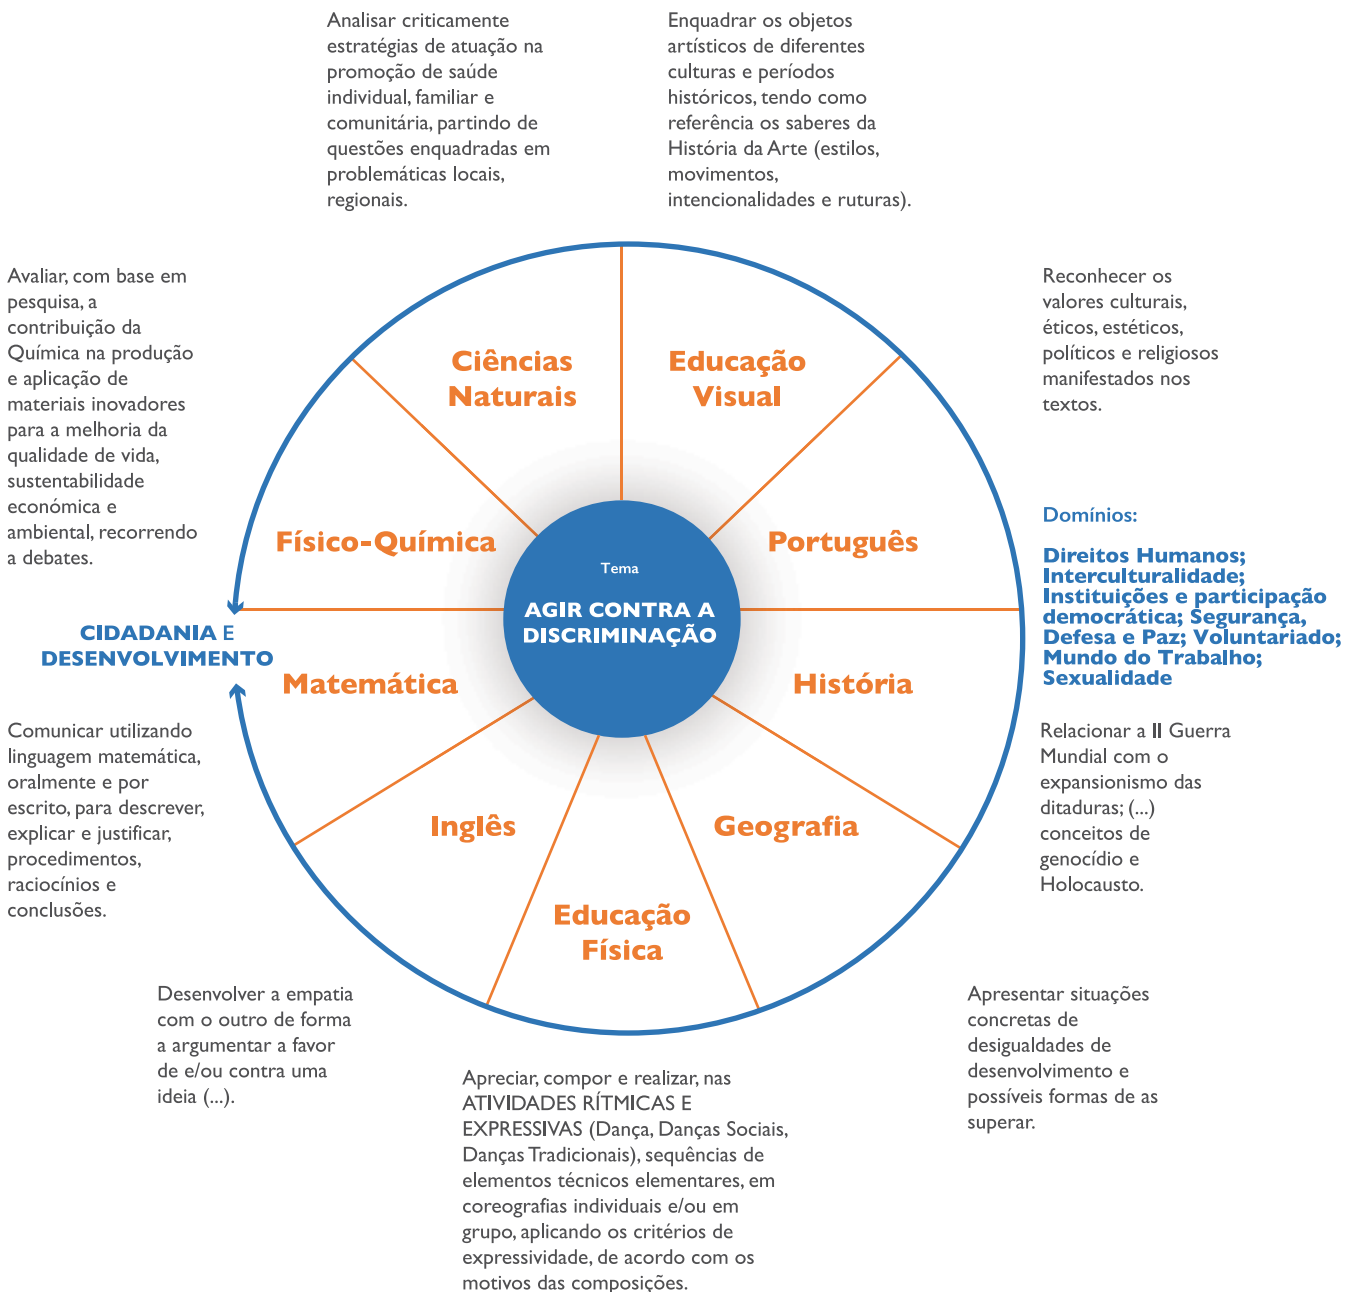 Analisar criticamente
estratégias de atuação na
promoção de saúde
individual, familiar e
comunitária, partindo de
questões enquadradas em
problemáticas locais,
regionais.
Enquadrar os objetos
artísticos de diferentes
culturas e períodos
históricos, tendo como
referência os saberes da
História da Arte (estilos,
movimentos,
intencionalidades e ruturas).
Avaliar, com base em
pesquisa, a
contribuição da
Química na produção
e aplicação de
materiais inovadores
para a melhoria da
qualidade de vida,
sustentabilidade
económica e
ambiental, recorrendo
a debates.
Reconhecer os
valores culturais,
éticos, estéticos,
políticos e religiosos
manifestados nos
textos.
Ciências
Naturais
Educação
Visual
Físico-Química
Português
Tema
AGIR CONTRA A
DISCRIMINAÇÃO
Domínios:
Direitos Humanos;
Interculturalidade;
Instituições e participação
democrática; Segurança,
Defesa e Paz; Voluntariado;
Mundo do Trabalho;
Sexualidade
CIDADANIA E
DESENVOLVIMENTO
Matemática
História
Inglês
Geografia
Educação
Física
Comunicar utilizando
linguagem matemática,
oralmente e por
escrito, para descrever,
explicar e justificar,
procedimentos,
raciocínios e
conclusões.
Relacionar a II Guerra
Mundial com o
expansionismo das
ditaduras; (...)
conceitos de
genocídio e
Holocausto.
Desenvolver a empatia
com o outro de forma
a argumentar a favor
de e/ou contra uma
ideia (...).
Apreciar, compor e realizar, nas
ATIVIDADES RÍTMICAS E
EXPRESSIVAS (Dança, Danças Sociais,
Danças Tradicionais), sequências de
elementos técnicos elementares, em
coreografias individuais e/ou em
grupo, aplicando os critérios de
expressividade, de acordo com os
motivos das composições.
Apresentar situações
concretas de
desigualdades de
desenvolvimento e
possíveis formas de as
superar.